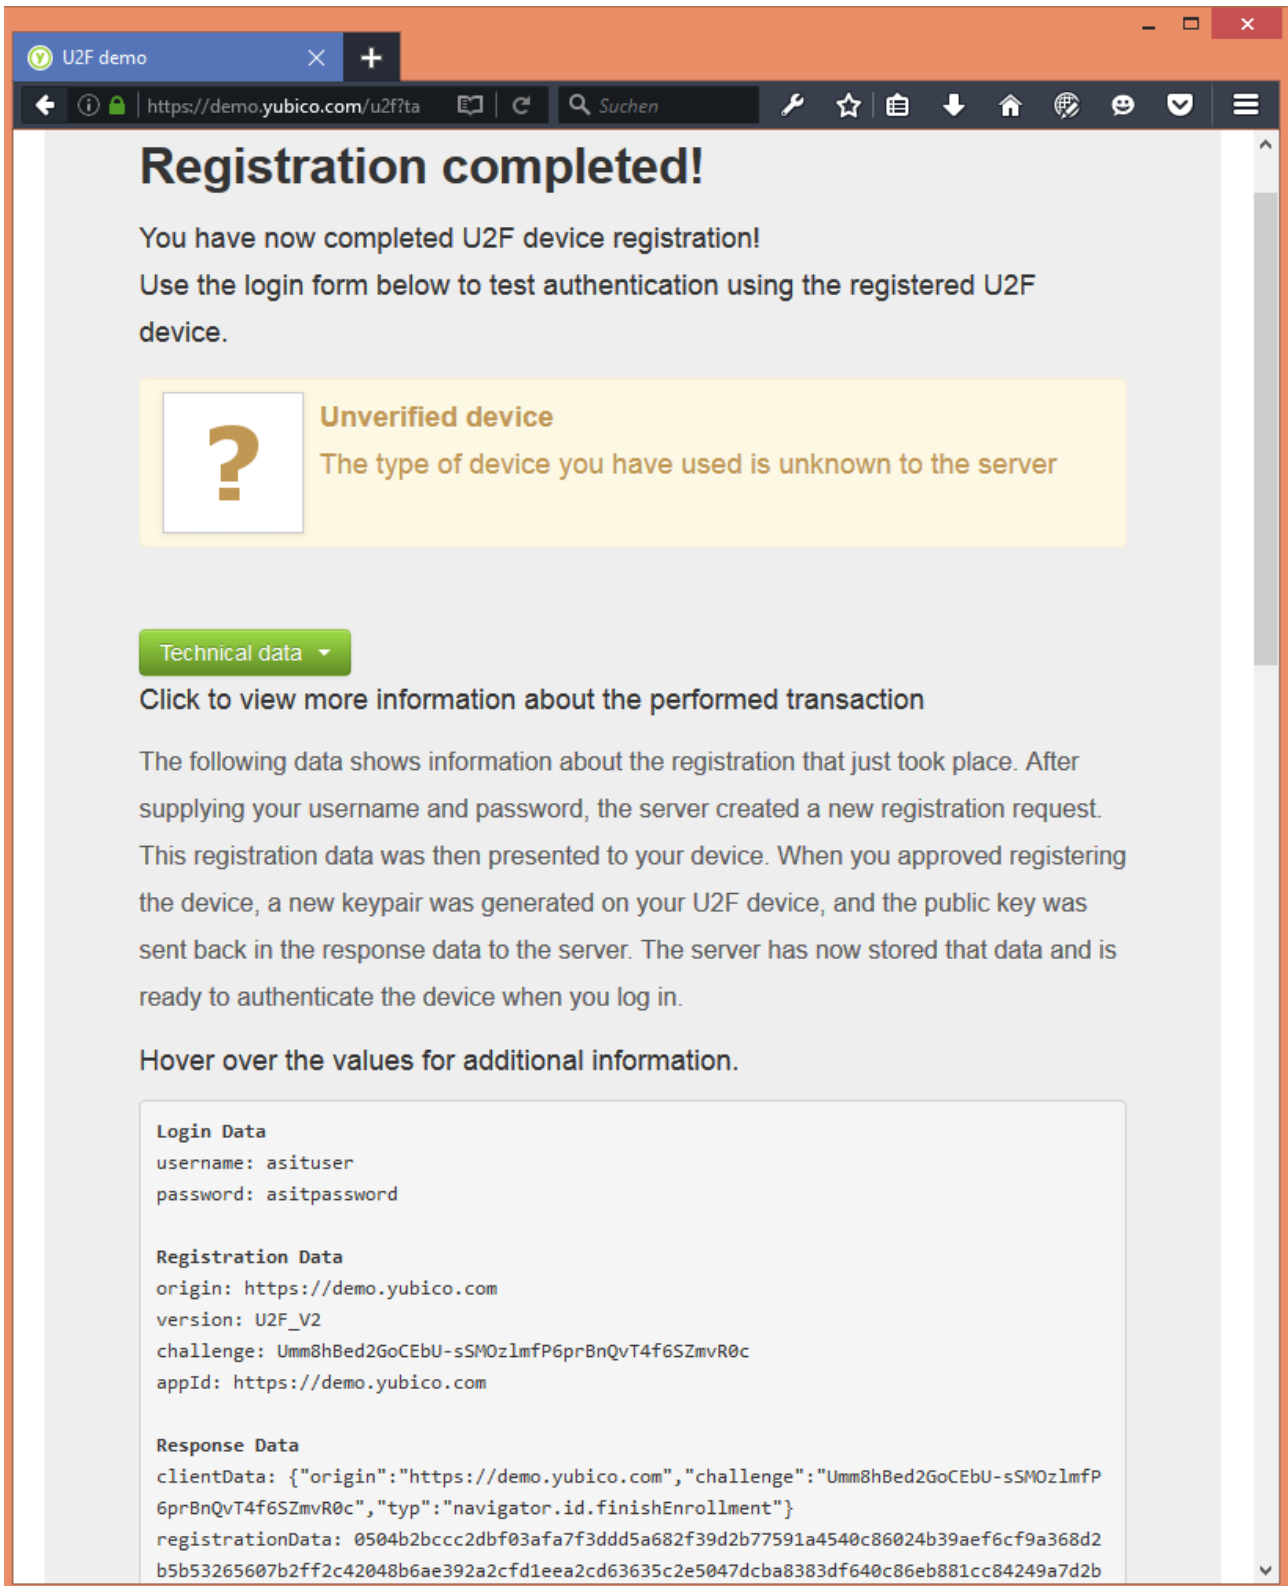 U2F demo
https://demo.yubico.com/u2f?ta
Suchen
Registration completed!
You have now completed U2F device registration!
Use the login form below to test authentication using the registered U2F
device.
?
Unverified device
The type of device you have used is unknown to the server
Technical data
Click to view more information about the performed transaction
The following data shows information about the registration that just took place. After
supplying your username and password, the server created a new registration request.
This registration data was then presented to your device. When you approved registering
the device, a new keypair was generated on your U2F device, and the public key was
sent back in the response data to the server. The server has now stored that data and is
ready to authenticate the device when you log in.
Hover over the values for additional information.
Login Data
username: asituser
password: asitpassword
Registration Data
origin: https://demo.yubico.com
version: U2F_V2
challenge: Umm8hBed2GoCEbU-sSMOzlmfP6prBnQvT4f6SZmvR0c
appId: https://demo.yubico.com
Response Data
clientData: {"origin":"https://demo.yubico.com","challenge":"Umm8hBed2GoCEbU-sSMOzlmfP
6prBnQvT4f6SZmvR0c","typ":"navigator.id.finishEnrollment"}
registrationData: 0504b2bccc2dbf03afa7f3ddd5a682f39d2b77591a4540c86024b39aef6cf9a368d2
b5b53265607b2ff2c42048b6ae392a2cfd1eea2cd63635c2e5047dcba8383df640c86eb881cc84249a7d2b